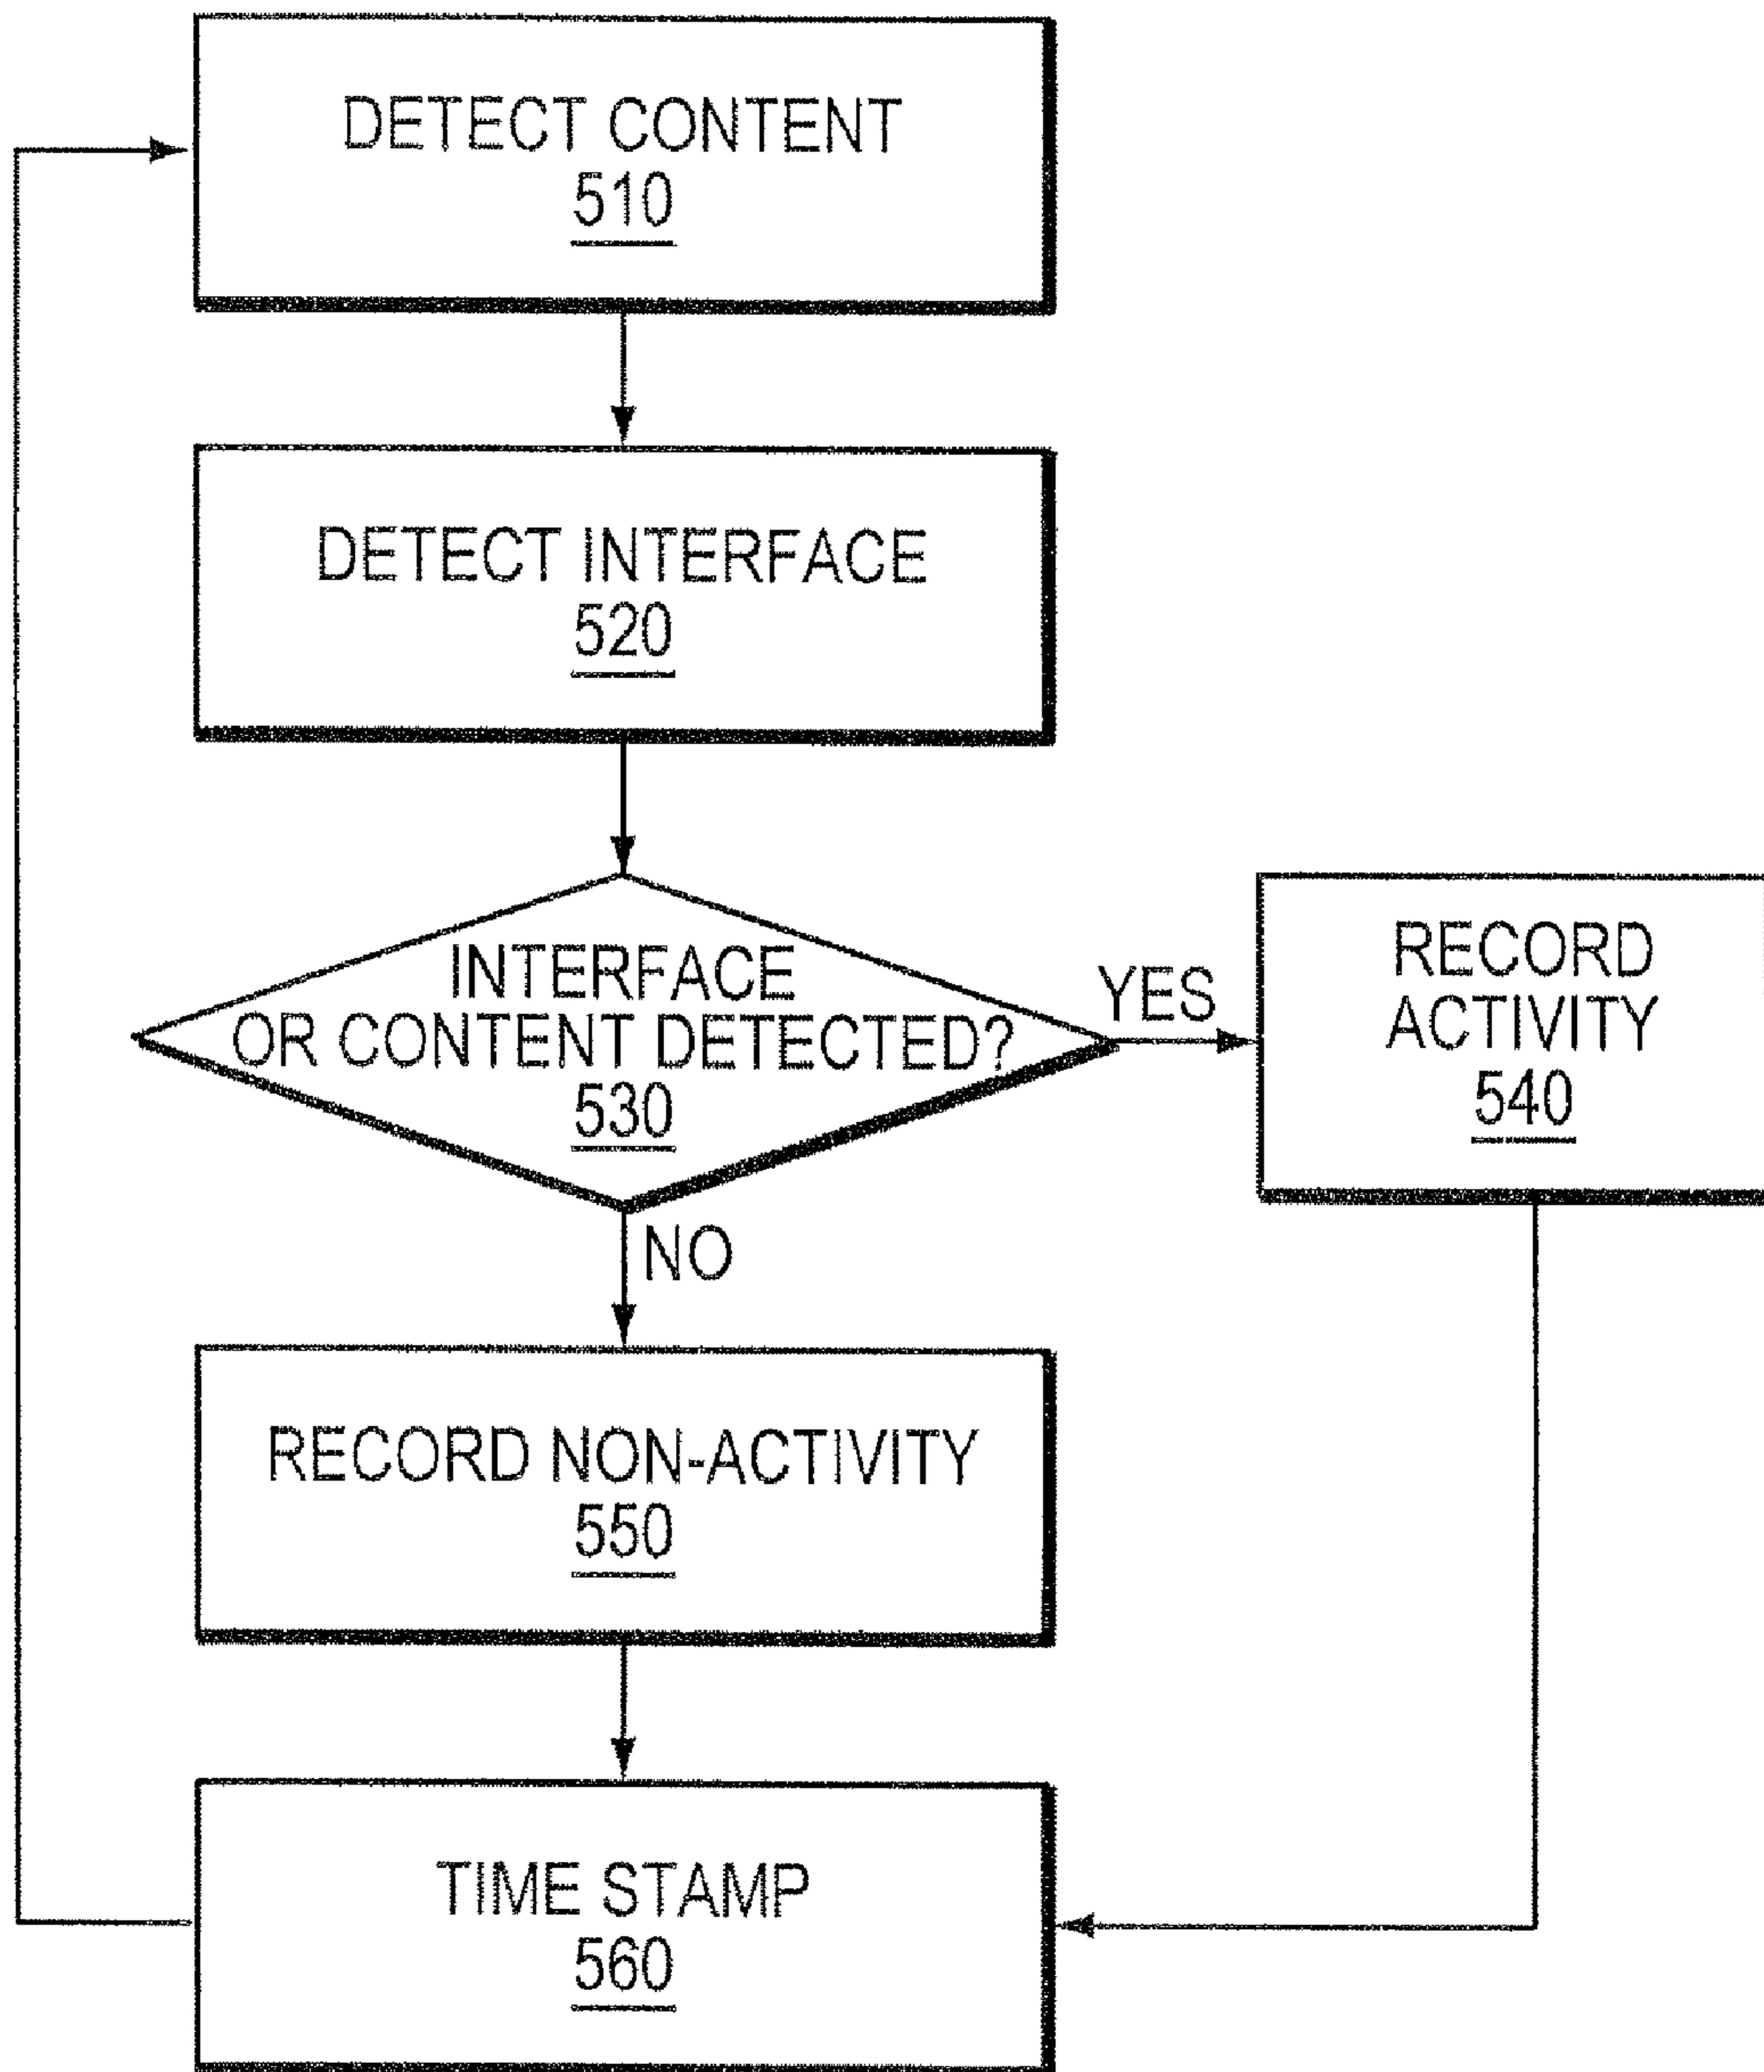 DETECT CONTENT
510
DETECT INTERFACE
520
INTERFACE
OR CONTENT DETECTED?
530
YES
RECORD
ACTIVITY
540
NO
RECORD NON-ACTIVITY
550
TIME STAMP
560